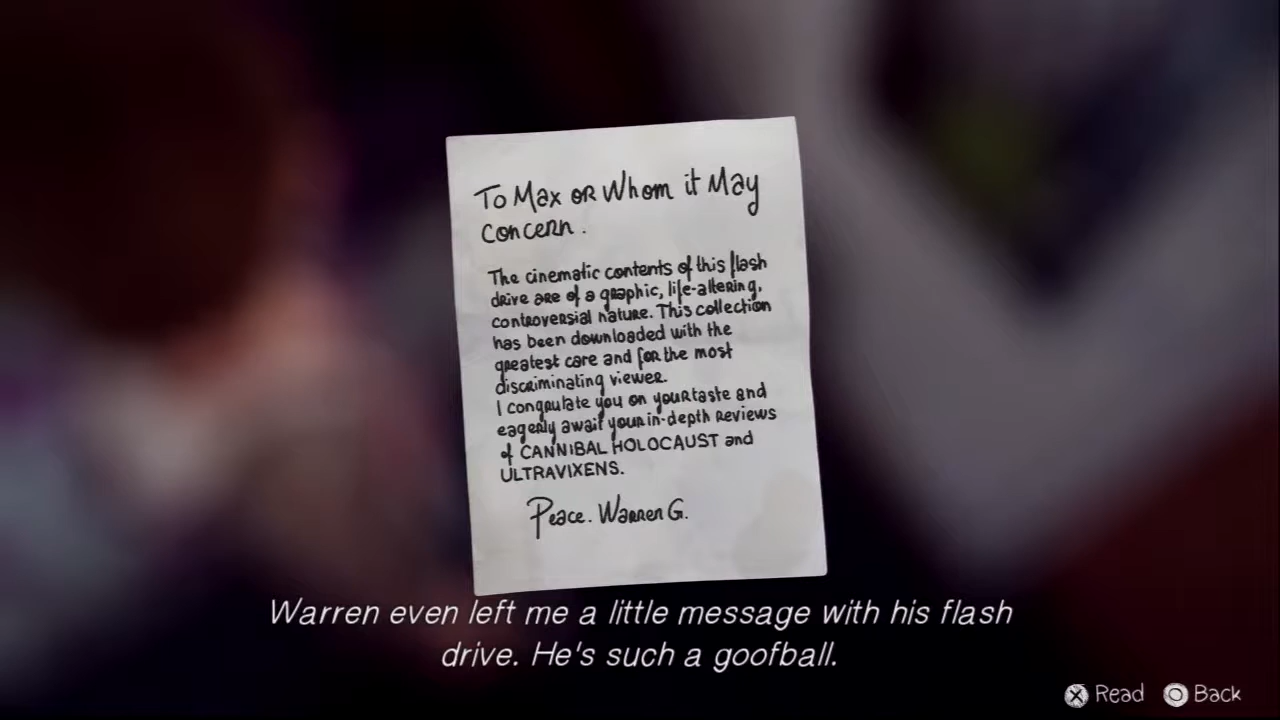 To Max or Whom it May
Concern.
The cinematic contents of this flash
drive are of a graphic, life-altering,
controversial nature. This collection
has been downloaded with the
greatest care and for the most
discriminating viewer.
I congrulate you on your taste and
eagerly await your in-depth reviews
of CANNIBAL HOLOCAUST and
ULTRAVIXENS.
Peace. Warren G.
Warren even left me a little message with his flash
drive. He's such a goofball.
Read Back